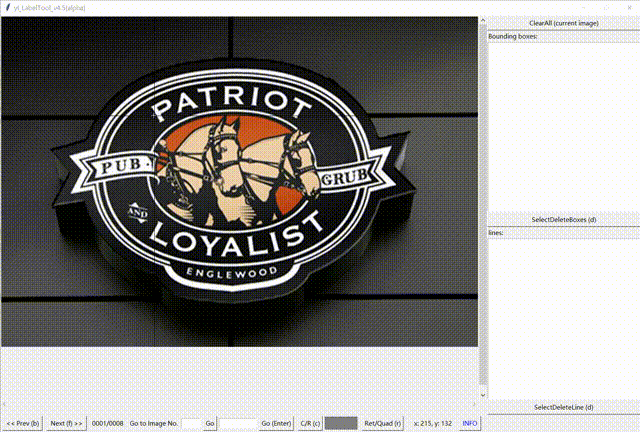 yl_LabelTool_v4.5(alpha)
ClearAll (current image)
Bounding boxes:
PATRIOT
PUB
GRUB
AND
LOYALIST
ENGLEWOOD
SelectDeleteBoxes (d)
lines:
SelectDeleteLine (d)
<< Prev (b) Next (f) >> 0001/0008 Go to Image No. Go Go (Enter) C/R (c) Ret/Quad (r) x: 215, y: 132 INFO